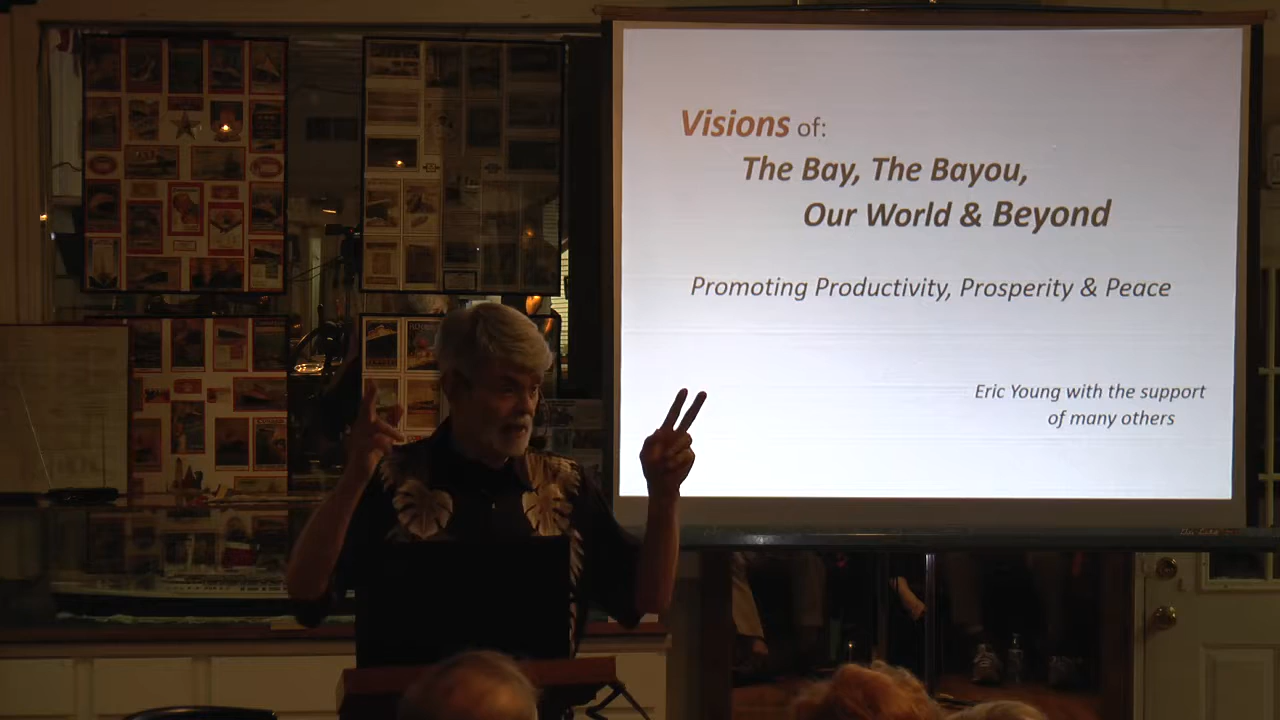 Visions of:
The Bay, The Bayou,
Our World & Beyond
Promoting Productivity, Prosperity & Peace
Eric Young with the support
of many others